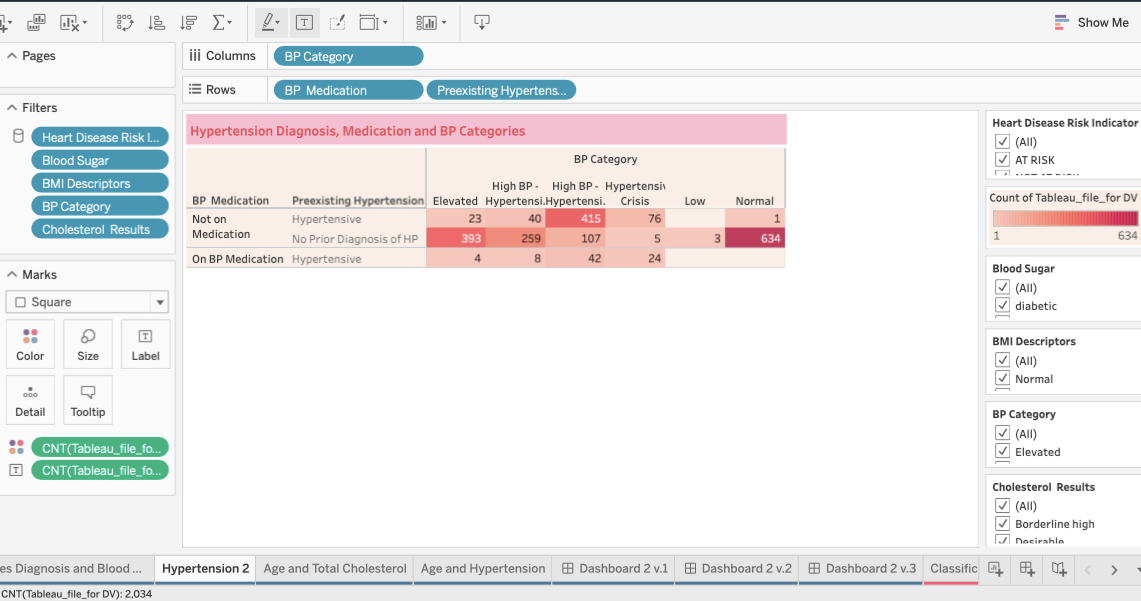 Show Me
Pages
Columns
BP Category
Rows
BP Medication
Preexisting Hypertens...
Filters
Heart Disease Risk I...
Blood Sugar
BMI Descriptors
BP Category
Cholesterol Results
Marks
Square
Color
Size
Label
Detail
Tooltip
CNT(Tableau_file_fo...
CNT(Tableau_file_fo...
Hypertension Diagnosis, Medication and BP Categories
BP Category
BP Medication Preexisting Hypertension Elevated High BP - Hypertensi.. High BP - Hypertensi.. Hypertensiv Crisis Low Normal
Not on Medication Hypertensive 23 40 415 76 1
No Prior Diagnosis of HP 393 259 107 5 3 634
On BP Medication Hypertensive 4 8 42 24
Heart Disease Risk Indicator
(All)
AT RISK
NOT AT RISK
Count of Tableau_file_for DV
1 634
Blood Sugar
(All)
diabetic
BMI Descriptors
(All)
Normal
BP Category
(All)
Elevated
Cholesterol Results
(All)
Borderline high
Desirable
es Diagnosis and Blood ...
Hypertension 2
Age and Total Cholesterol
Age and Hypertension
Dashboard 2 v.1
Dashboard 2 v.2
Dashboard 2 v.3
Classific
CNT(Tableau_file_for DV): 2,034